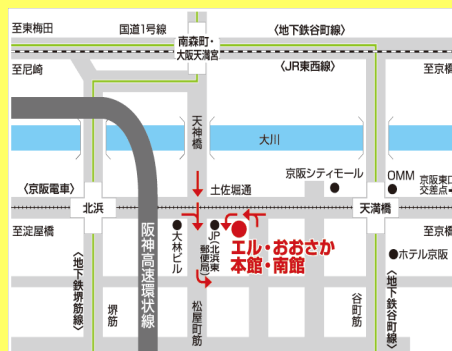 至東梅田
国道1号線
〈地下鉄谷町線〉
南森町・
大阪天満宮
至尼崎
〈JR東西線〉
至京橋
天神橋
大川
京阪シティモール
OMM
京阪東口
交差点→
〈京阪電車〉
土佐堀通
北浜
天満橋
至淀屋橋
至京橋
大林ビル
JP(北浜東
郵便局)
エル・おおさか
本館・南館
ホテル京阪
阪神高速環状線
〈地下鉄堺筋線〉
堺筋
松屋町筋
谷町筋
〈地下鉄谷町線〉